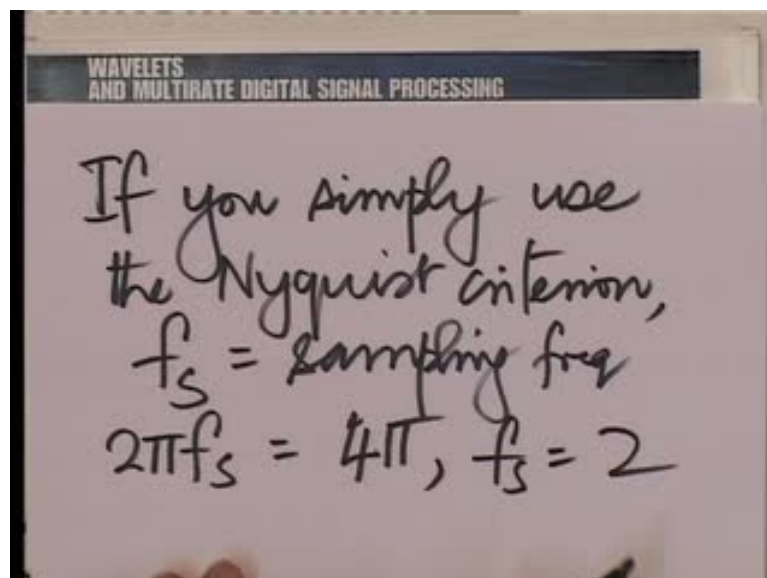 WAVELETS
AND MULTIRATE DIGITAL SIGNAL PROCESSING
If you simply use
the Nyquist criterion,
fs = sampling freq
2πfs = 4π, fs = 2